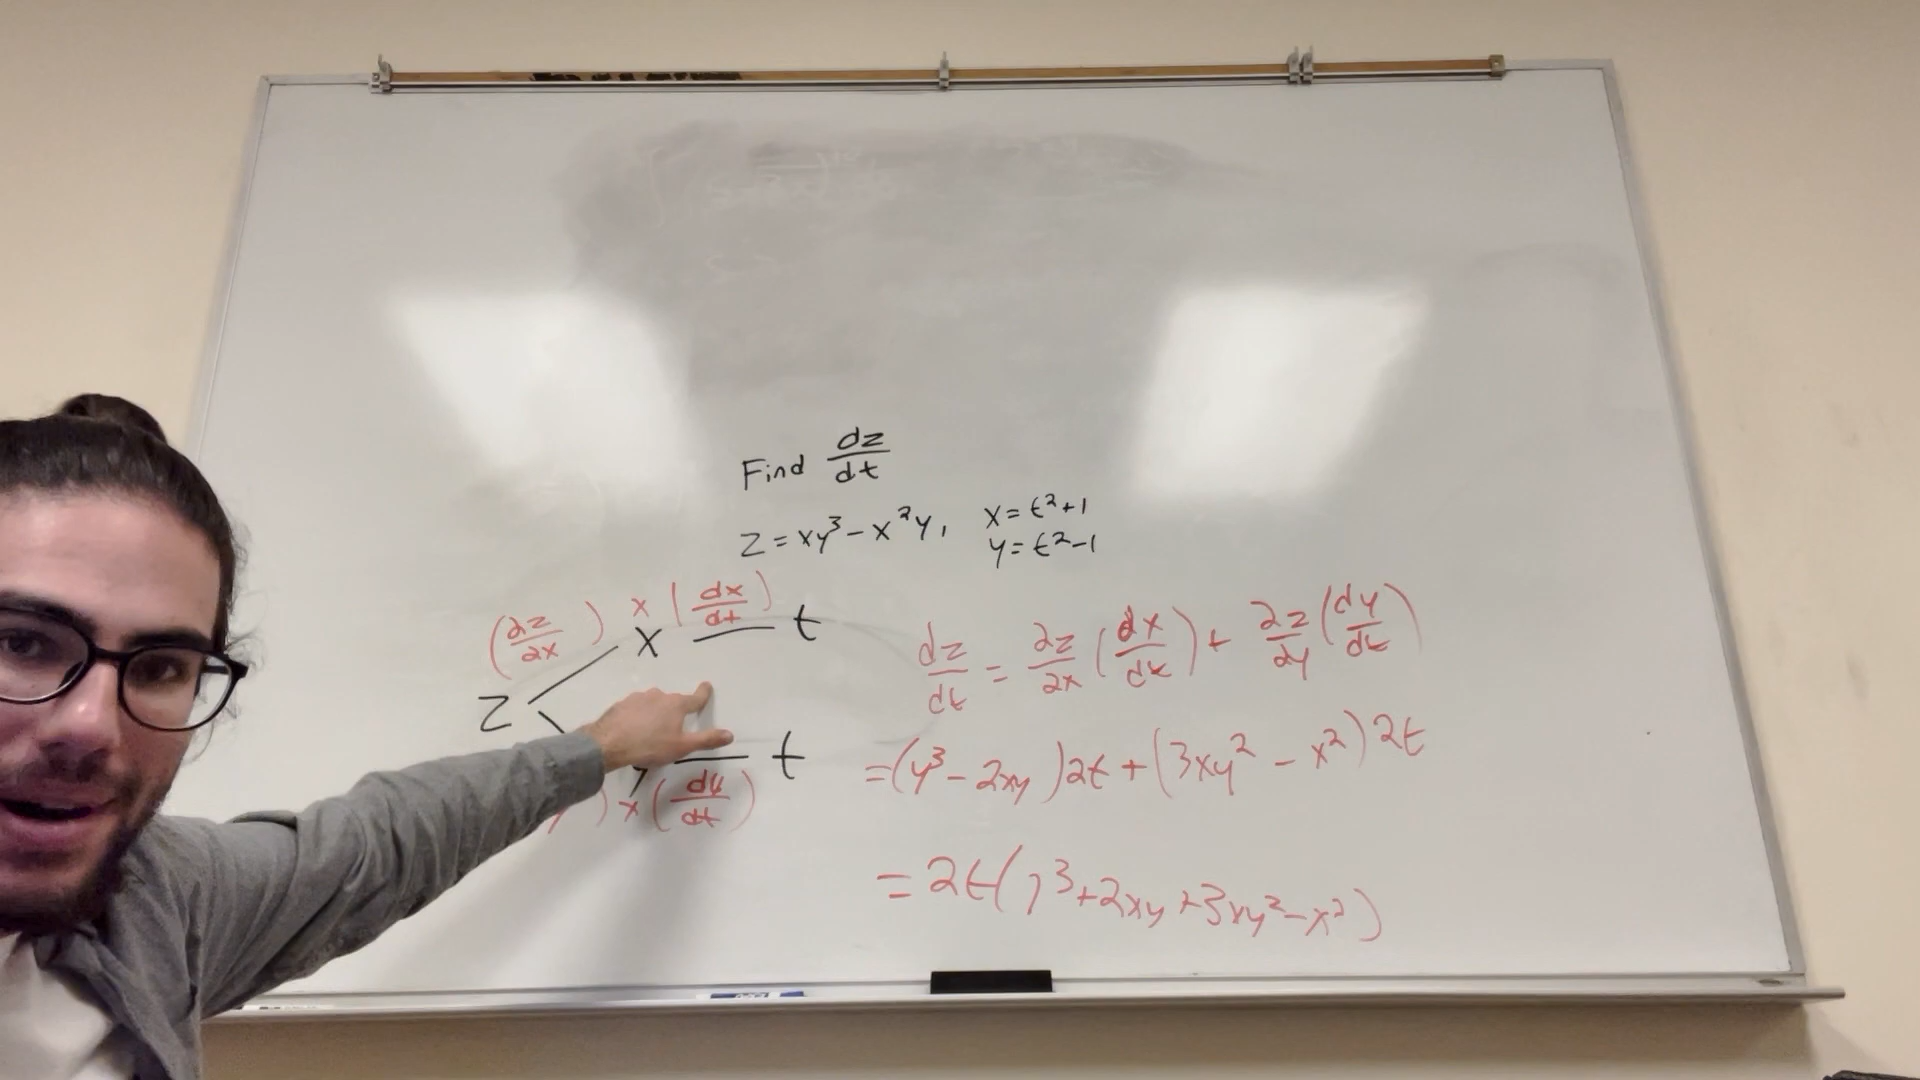 Find dz/dt
z = xy³ - x²y, x = t²+1
y = t²-1
(∂z/∂x) x (dx/dt)
x t
z
y t
) x (dy/dt)
dz/dt = ∂z/∂x (dx/dt) + ∂z/∂y (dy/dt)
= (y³ - 2xy) 2t + (3xy² - x²) 2t
= 2t(y³ + 2xy + 3xy² - x²)